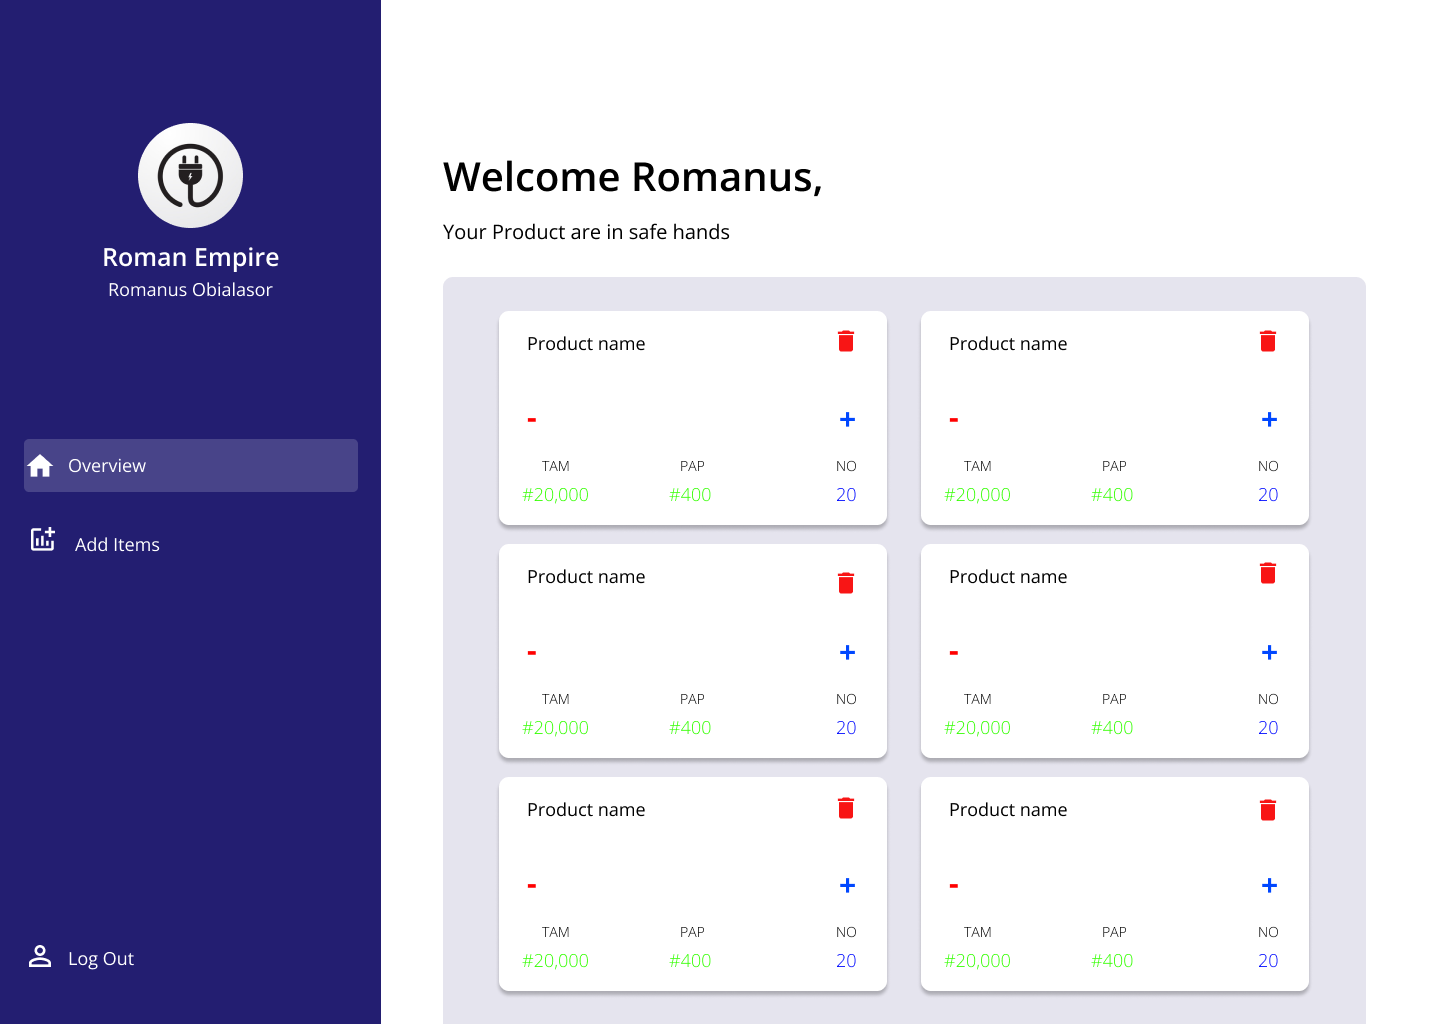 Roman Empire
Romanus Obialasor
Overview
Add Items
Log Out
Welcome Romanus,
Your Product are in safe hands
Product name
- +
TAM PAP NO
#20,000 #400 20
Product name
- +
TAM PAP NO
#20,000 #400 20
Product name
- +
TAM PAP NO
#20,000 #400 20
Product name
- +
TAM PAP NO
#20,000 #400 20
Product name
- +
TAM PAP NO
#20,000 #400 20
Product name
- +
TAM PAP NO
#20,000 #400 20